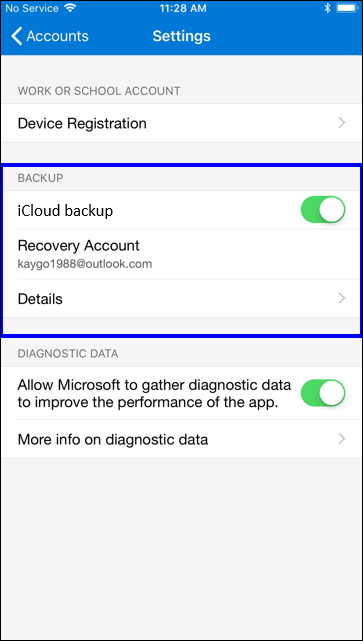 No Service 11:28 AM
Accounts Settings
WORK OR SCHOOL ACCOUNT
Device Registration
BACKUP
iCloud backup
Recovery Account
kaygo1988@outlook.com
Details
DIAGNOSTIC DATA
Allow Microsoft to gather diagnostic data
to improve the performance of the app.
More info on diagnostic data